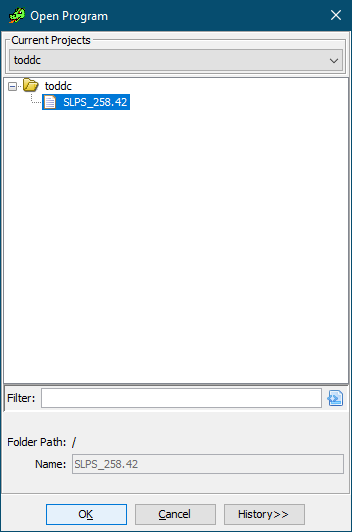 Open Program
Current Projects
toddc
toddc
SLPS_258.42
Filter:
Folder Path: /
Name: SLPS_258.42
OK Cancel History>>